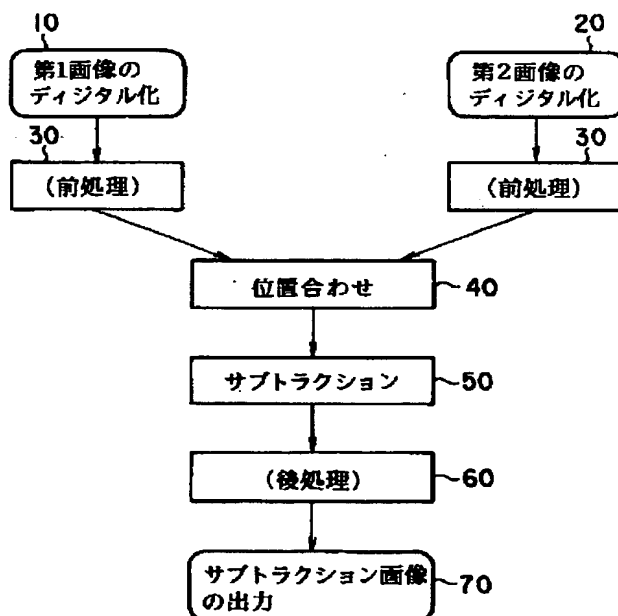 10
第1画像の
ディジタル化
20
第2画像の
ディジタル化
30
(前処理)
30
(前処理)
位置合わせ
40
サブトラクション
50
(後処理)
60
サブトラクション画像
の出力
70